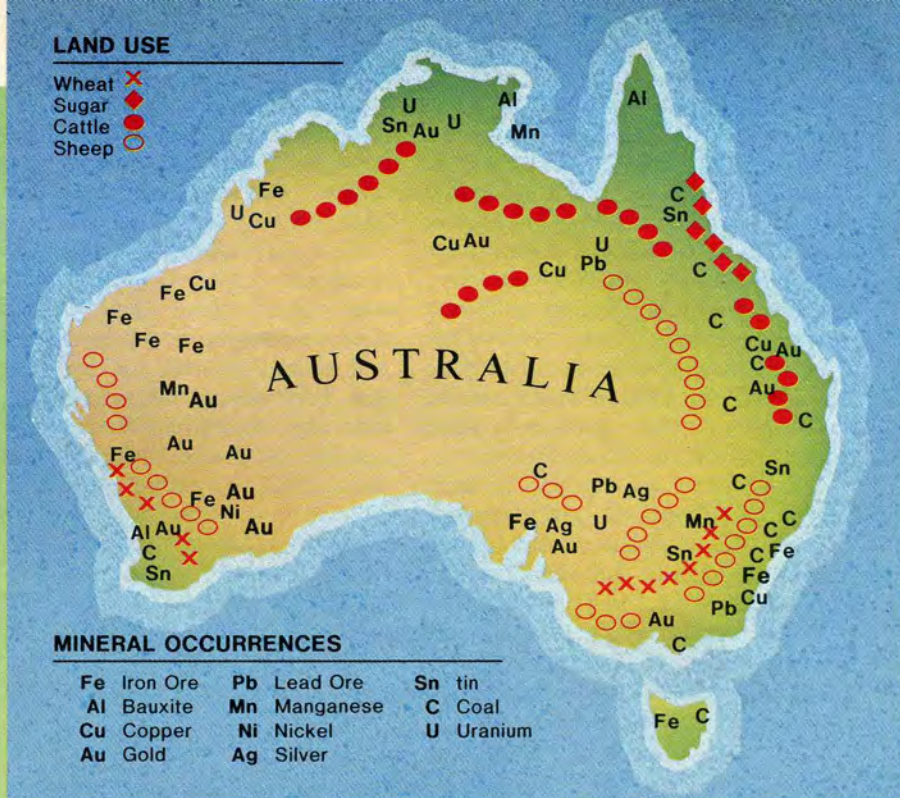 LAND USE
Wheat
Sugar
Cattle
Sheep
U
Sn Au U
Al
Mn
Al
Fe
U Cu
C
Sn
Cu Au
U
Pb
Cu
C
Fe Cu
Fe
Fe Fe
C
Cu Au
C
Au
AUSTRALIA
Mn
Au
C
C
Au
Au
Fe
Fe Au
Ni
Au
Al Au
C
Sn
C
Pb Ag
Fe Ag
Au
U
C
Sn
Mn
C C
Sn
C Fe
Fe
Cu
Pb
Au
C
Fe C
MINERAL OCCURRENCES
Fe Iron Ore Pb Lead Ore Sn tin
Al Bauxite Mn Manganese C Coal
Cu Copper Ni Nickel U Uranium
Au Gold Ag Silver